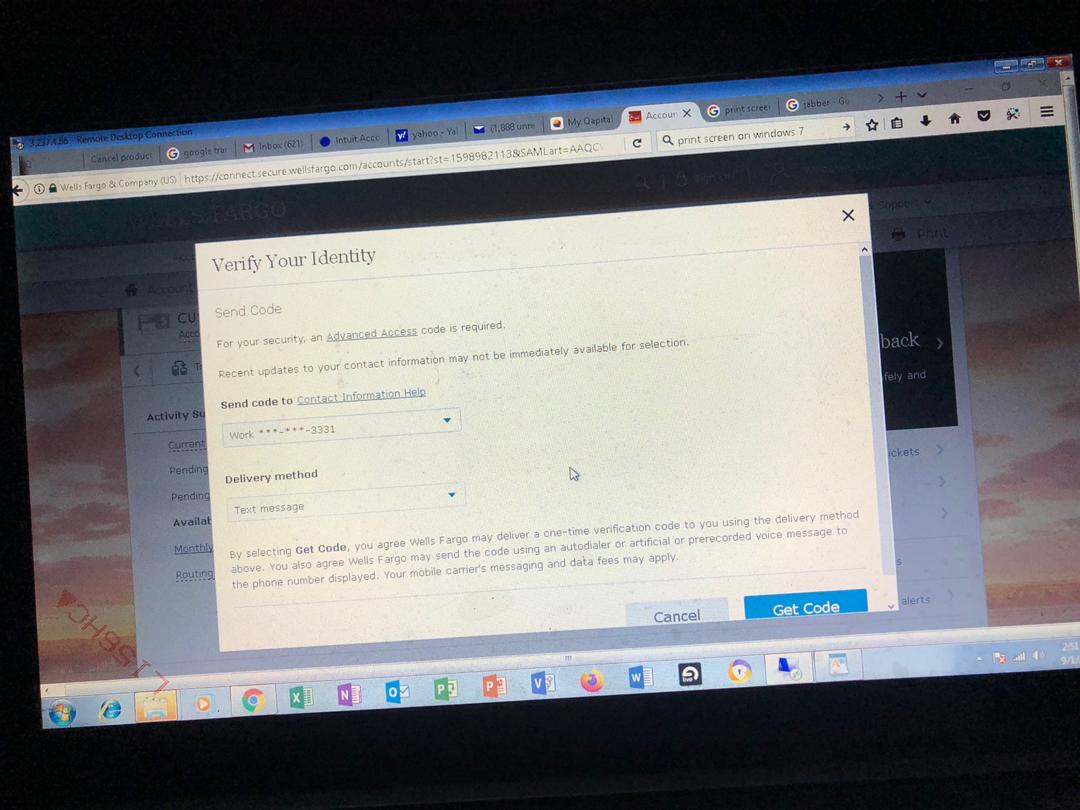 3.237.4.86 - Remote Desktop Connection
Cancel product
google tra
Inbox (621)
Intuit Acco
yahoo - Ya
(1,888 unre
My Qapital
Accoun
print screen
jabber - Go
Wells Fargo & Company (US)
https://connect.secure.wellsfargo.com/accounts/start?st=1598982113&SAMLart=AAQC
print screen on windows 7
WELLS FARGO
Support
Print
Account
Verify Your Identity
Send Code
For your security, an Advanced Access code is required.
Recent updates to your contact information may not be immediately available for selection.
Send code to Contact Information Help
Work ***-***-3331
Delivery method
Text message
By selecting Get Code, you agree Wells Fargo may deliver a one-time verification code to you using the delivery method
above. You also agree Wells Fargo may send the code using an autodialer or artificial or prerecorded voice message to
the phone number displayed. Your mobile carrier's messaging and data fees may apply.
Cancel
Get Code
CU
Acco
Activity Su
Current
Pending
Pending
Availab
Monthly
Routing
back
fely and
ickets
s
alerts
live
2:51
9/1/